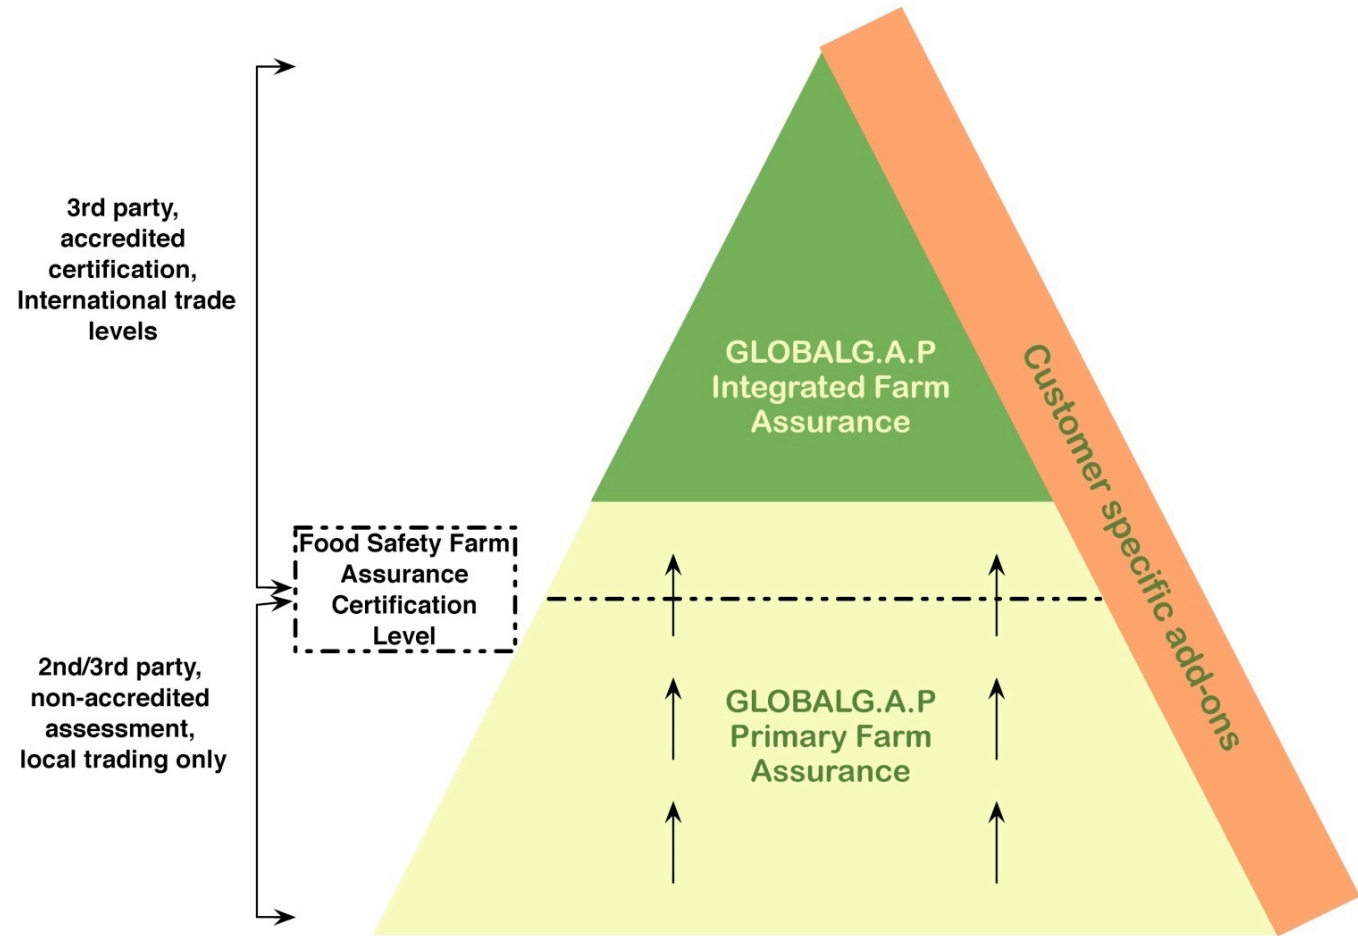 3rd party,
accredited
certification,
International trade
levels
GLOBALG.A.P
Integrated Farm
Assurance
Customer specific add-ons
Food Safety Farm
Assurance
Certification
Level
2nd/3rd party,
non-accredited
assessment,
local trading only
GLOBALG.A.P
Primary Farm
Assurance